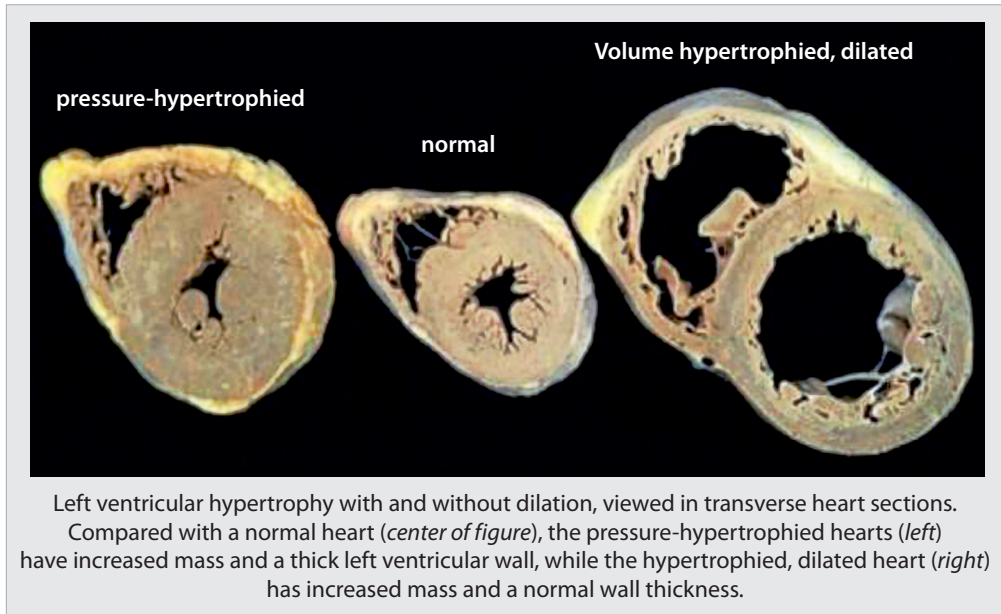 Volume hypertrophied, dilated
pressure-hypertrophied
normal
Left ventricular hypertrophy with and without dilation, viewed in transverse heart sections.
Compared with a normal heart (center of figure), the pressure-hypertrophied hearts (left)
have increased mass and a thick left ventricular wall, while the hypertrophied, dilated heart (right)
has increased mass and a normal wall thickness.